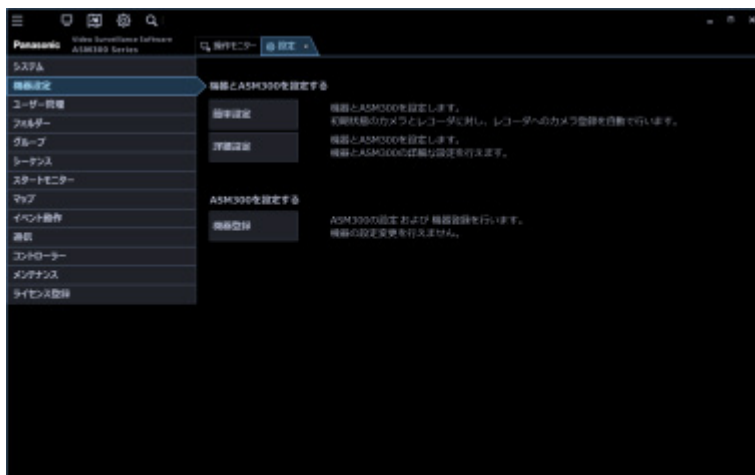 Panasonic
Video Surveillance Software
ASM300 Series
操作モニター
設定
システム
機器設定
ユーザー管理
フォルダー
グループ
シーケンス
スタートモニター
マップ
イベント動作
通信
コントローラー
メンテナンス
ライセンス登録
機器とASM300を設定する
簡単設定
機器とASM300を設定します。
初期状態のカメラとレコーダに対し、レコーダへのカメラ登録を自動で行います。
詳細設定
機器とASM300を設定します。
機器とASM300の詳細な設定を行えます。
ASM300を設定する
機器登録
ASM300の設定 および 機器登録を行います。
機器の設定変更を行えません。